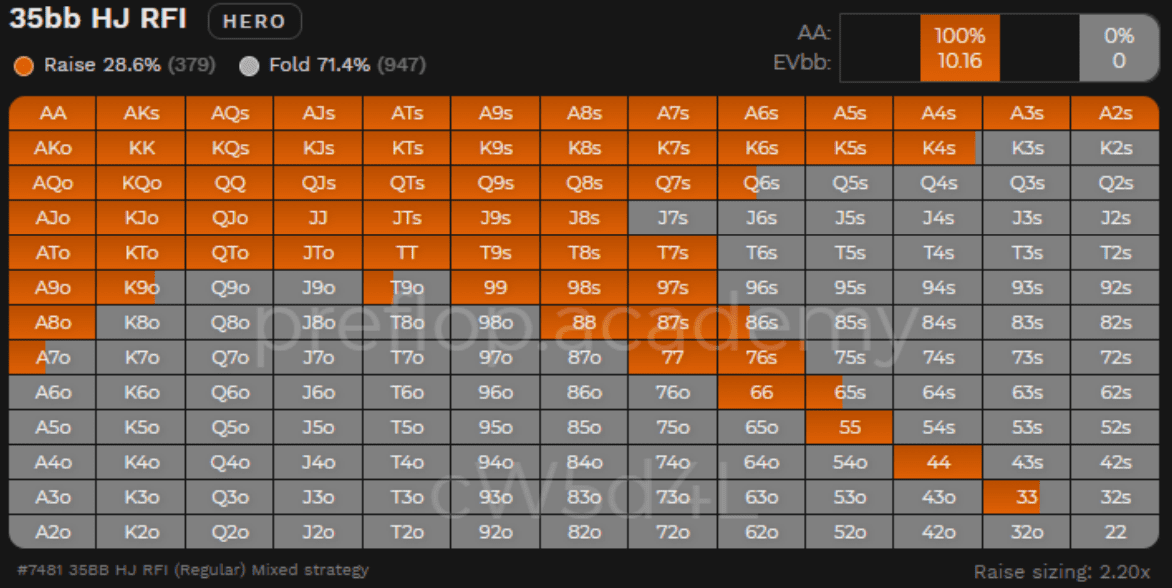 35bb HJ RFI HERO
Raise 28.6% (379) Fold 71.4% (947)
AA: 100% 0%
EVbb: 10.16 0
AA AKs AQs AJs ATs A9s A8s A7s A6s A5s A4s A3s A2s
AKo KK KQs KJs KTs K9s K8s K7s K6s K5s K4s K3s K2s
AQo KQo QQ QJs QTs Q9s Q8s Q7s Q6s Q5s Q4s Q3s Q2s
AJo KJo QJo JJ JTs J9s J8s J7s J6s J5s J4s J3s J2s
ATo KTo QTo JTo TT T9s T8s T7s T6s T5s T4s T3s T2s
A9o K9o Q9o J9o T9o 99 98s 97s 96s 95s 94s 93s 92s
A8o K8o Q8o J8o T8o 98o 88 87s 86s 85s 84s 83s 82s
preflop.academy
A7o K7o Q7o J7o T7o 97o 87o 77 76s 75s 74s 73s 72s
A6o K6o Q6o J6o T6o 96o 86o 76o 66 65s 64s 63s 62s
A5o K5o Q5o J5o T5o 95o 85o 75o 65o 55 54s 53s 52s
A4o K4o Q4o J4o T4o 94o 84o 74o 64o 54o 44 43s 42s
cW5d4L
A3o K3o Q3o J3o T3o 93o 83o 73o 63o 53o 43o 33 32s
A2o K2o Q2o J2o T2o 92o 82o 72o 62o 52o 42o 32o 22
#7481 35BB HJ RFI (Regular) Mixed strategy
Raise sizing: 2.20x